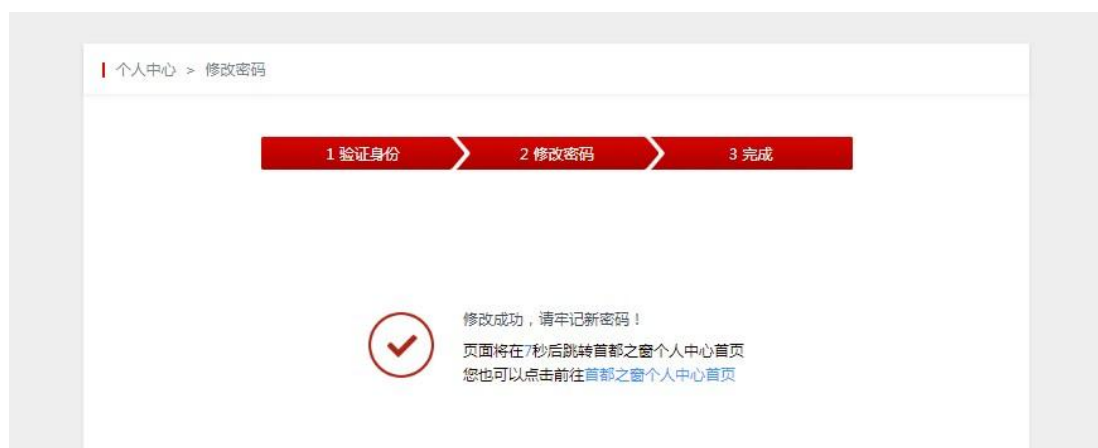 个人中心 > 修改密码
1 验证身份 2 修改密码 3 完成
修改成功，请牢记新密码！
页面将在7秒后跳转首都之窗个人中心首页
您也可以点击前往首都之窗个人中心首页